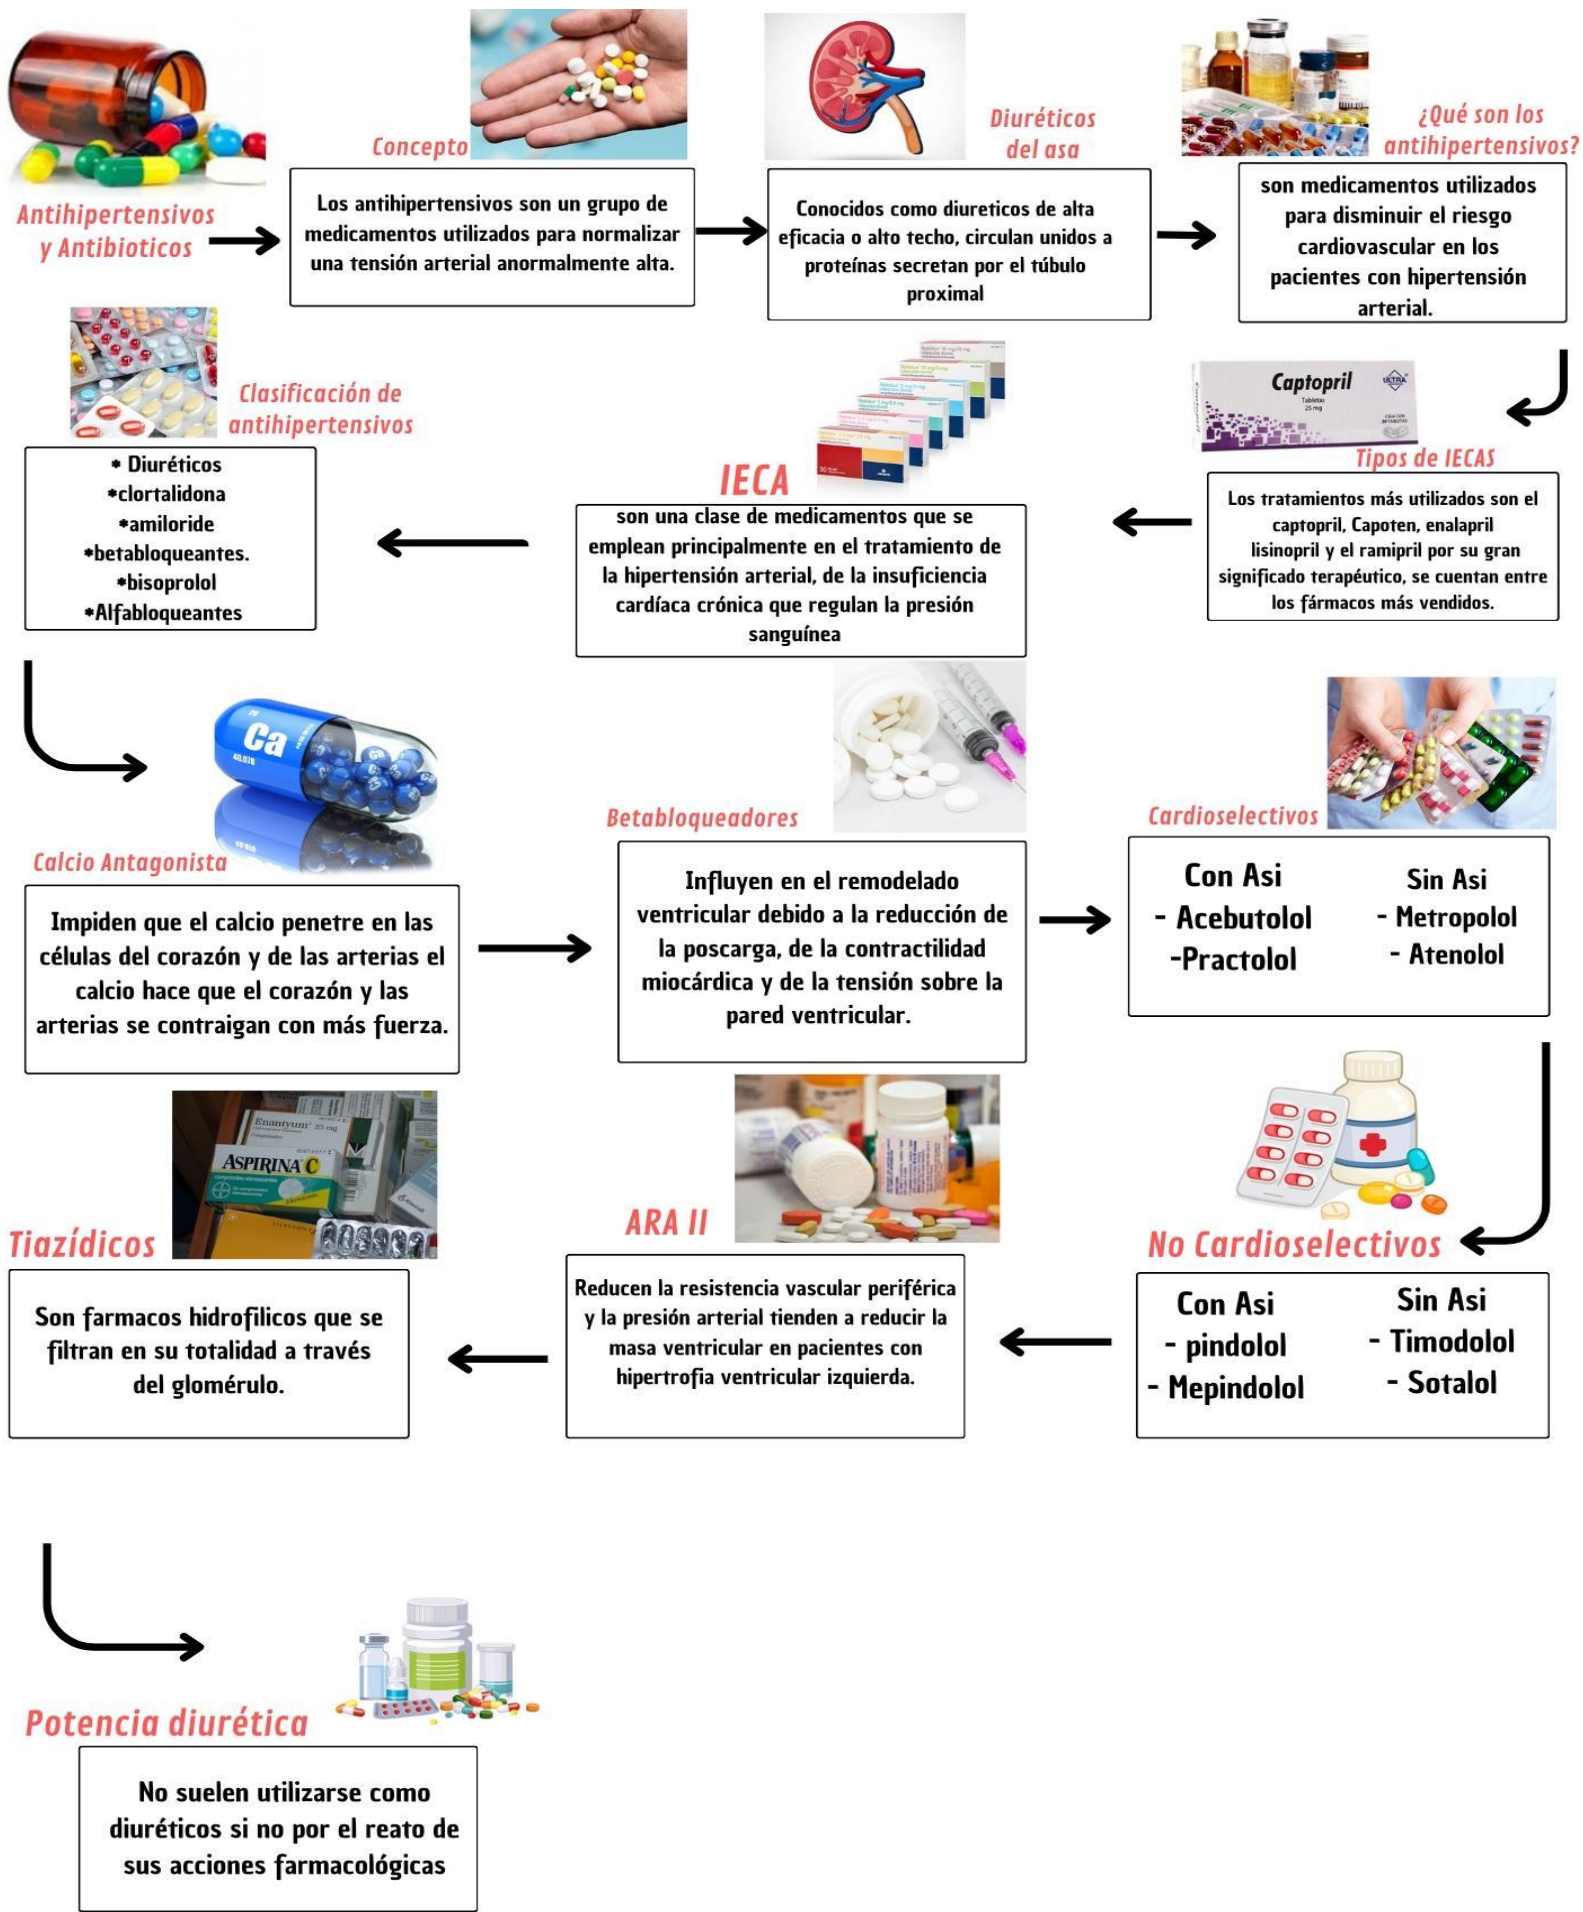 Antihipertensivos
y Antibioticos
Concepto
Los antihipertensivos son un grupo de
medicamentos utilizados para normalizar
una tensión arterial anormalmente alta.
Diuréticos
del asa
Conocidos como diureticos de alta
eficacia o alto techo, circulan unidos a
proteínas secretan por el túbulo
proximal
¿Qué son los
antihipertensivos?
son medicamentos utilizados
para disminuir el riesgo
cardiovascular en los
pacientes con hipertensión
arterial.
Captopril
Tabletas
25 mg
ULTRA
Tipos de IECAS
Los tratamientos más utilizados son el
captopril, Capoten, enalapril
lisinopril y el ramipril por su gran
significado terapéutico, se cuentan entre
los fármacos más vendidos.
IECA
son una clase de medicamentos que se
emplean principalmente en el tratamiento de
la hipertensión arterial, de la insuficiencia
cardíaca crónica que regulan la presión
sanguínea
Clasificación de
antihipertensivos
* Diuréticos
*clortalidona
*amiloride
*betabloqueantes.
*bisoprolol
*Alfabloqueantes
20
Ca
40.078
Calcio Antagonista
Impiden que el calcio penetre en las
células del corazón y de las arterias el
calcio hace que el corazón y las
arterias se contraigan con más fuerza.
Betabloqueadores
Influyen en el remodelado
ventricular debido a la reducción de
la poscarga, de la contractilidad
miocárdica y de la tensión sobre la
pared ventricular.
Cardioselectivos
Con Asi
- Acebutolol
-Practolol
Sin Asi
- Metropolol
- Atenolol
No Cardioselectivos
Con Asi
- pindolol
- Mepindolol
Sin Asi
- Timodolol
- Sotalol
ARA II
Reducen la resistencia vascular periférica
y la presión arterial tienden a reducir la
masa ventricular en pacientes con
hipertrofia ventricular izquierda.
Enantyum 25 mg
ASPIRINA C
Tiazídicos
Son farmacos hidrofilicos que se
filtran en su totalidad a través
del glomérulo.
Potencia diurética
No suelen utilizarse como
diuréticos si no por el reato de
sus acciones farmacológicas